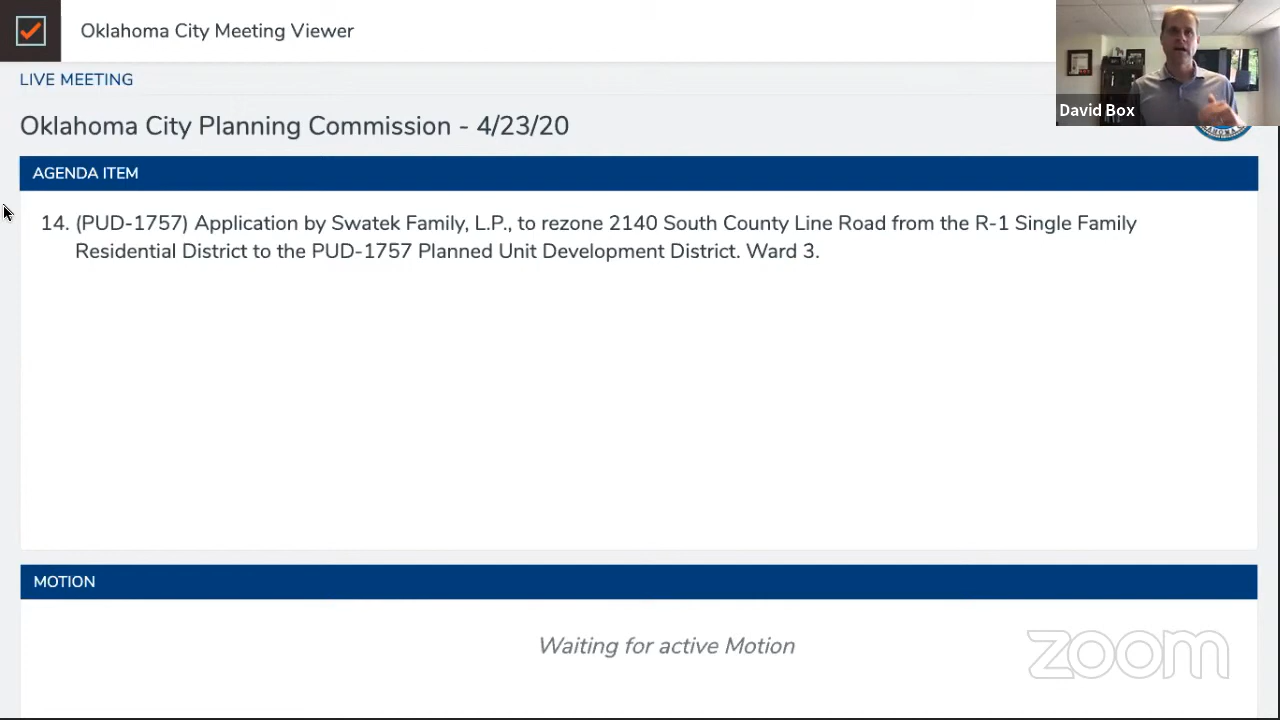 Oklahoma City Meeting Viewer
David Box
LIVE MEETING
Oklahoma City Planning Commission - 4/23/20
AGENDA ITEM
14. (PUD-1757) Application by Swatek Family, L.P., to rezone 2140 South County Line Road from the R-1 Single Family
Residential District to the PUD-1757 Planned Unit Development District. Ward 3.
MOTION
Waiting for active Motion
zoom